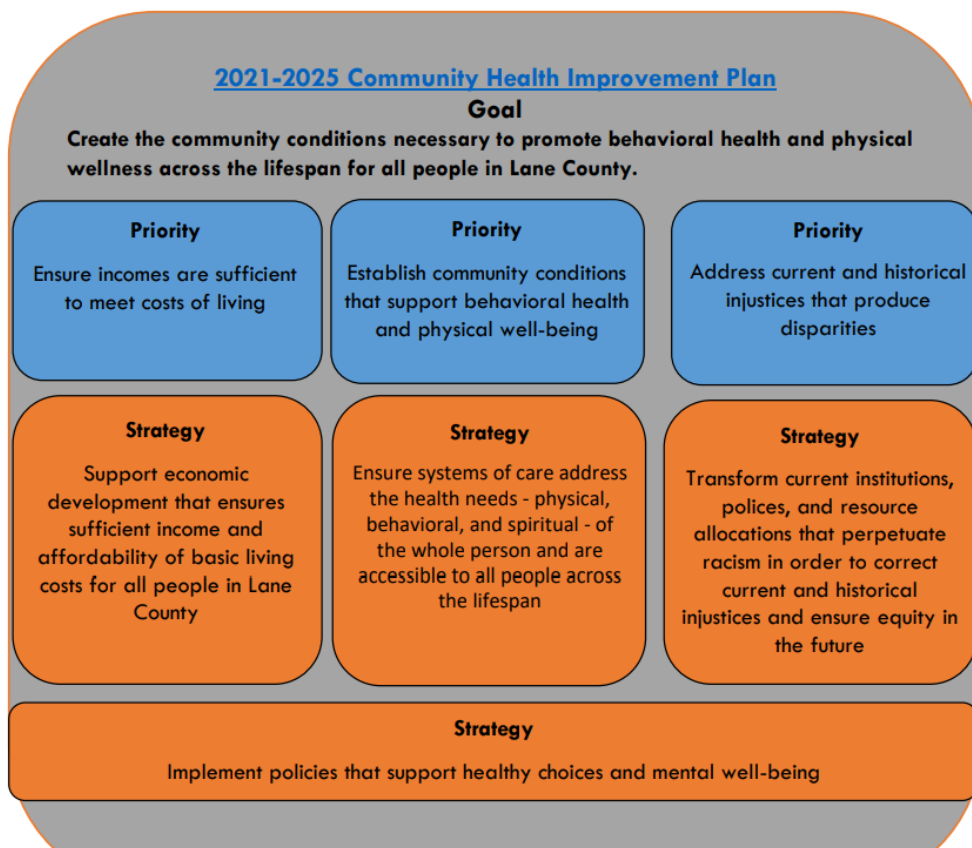 2021-2025 Community Health Improvement Plan
Goal
Create the community conditions necessary to promote behavioral health and physical
wellness across the lifespan for all people in Lane County.
Priority
Ensure incomes are sufficient
to meet costs of living
Priority
Establish community conditions
that support behavioral health
and physical well-being
Priority
Address current and historical
injustices that produce
disparities
Strategy
Support economic
development that ensures
sufficient income and
affordability of basic living
costs for all people in Lane
County
Strategy
Ensure systems of care address
the health needs - physical,
behavioral, and spiritual - of
the whole person and are
accessible to all people across
the lifespan
Strategy
Transform current institutions,
polices, and resource
allocations that perpetuate
racism in order to correct
current and historical
injustices and ensure equity in
the future
Strategy
Implement policies that support healthy choices and mental well-being